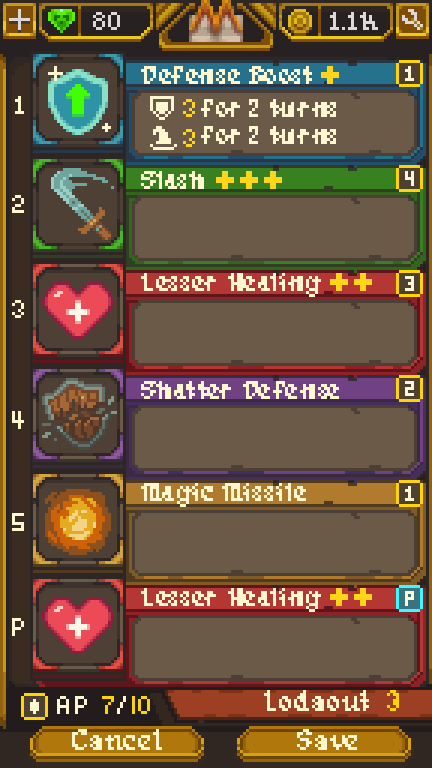 80 1.1k
1 Defense Boost 1
3 for 2 turns
3 for 2 turns
2 Slash 4
3 Lesser Healing 3
4 Shatter Defense 2
5 Magic Missile 1
P Lesser Healing P
AP 7/10 Lodaout 3
Cancel Save